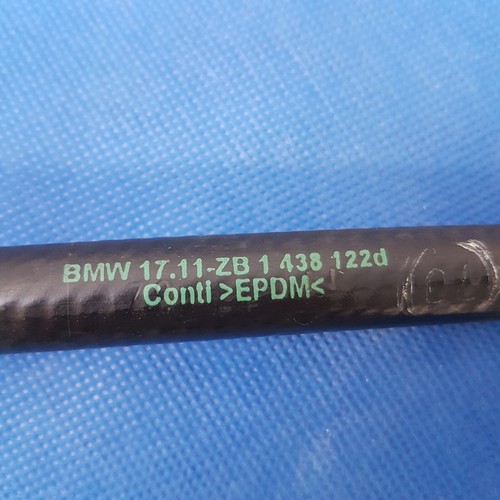 BMW 17.11-ZB 1 438 122d
Conti >EPDM<